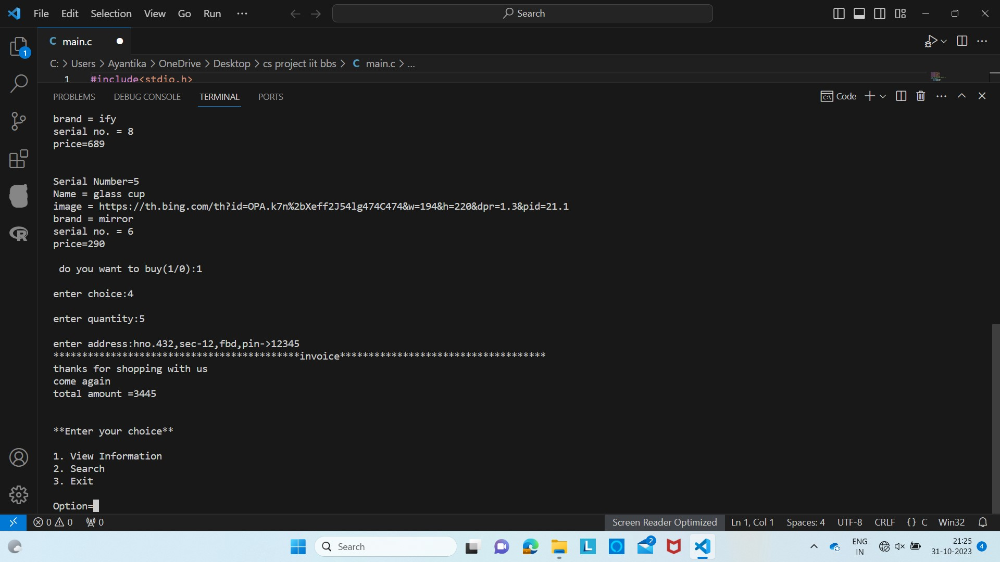 File Edit Selection View Go Run ···
Search
C main.c
1
C: > Users > Ayantika > OneDrive > Desktop > cs project iit bbs > C main.c > ...
1 #include<stdio.h>
PROBLEMS DEBUG CONSOLE TERMINAL PORTS
Code
brand = ify
serial no. = 8
price=689
Serial Number=5
Name = glass cup
image = https://th.bing.com/th?id=OPA.k7n%2bXeff2J54lg474C474&w=194&h=220&dpr=1.3&pid=21.1
brand = mirror
serial no. = 6
price=290
do you want to buy(1/0):1
enter choice:4
enter quantity:5
enter address:hno.432,sec-12,fbd,pin->12345
*******************************************invoice************************************
thanks for shopping with us
come again
total amount =3445
**Enter your choice**
1. View Information
2. Search
3. Exit
Option=
R
0 0 0
Screen Reader Optimized Ln 1, Col 1 Spaces: 4 UTF-8 CRLF {} C Win32
Search
L
2
ENG
IN
21:25
31-10-2023
4